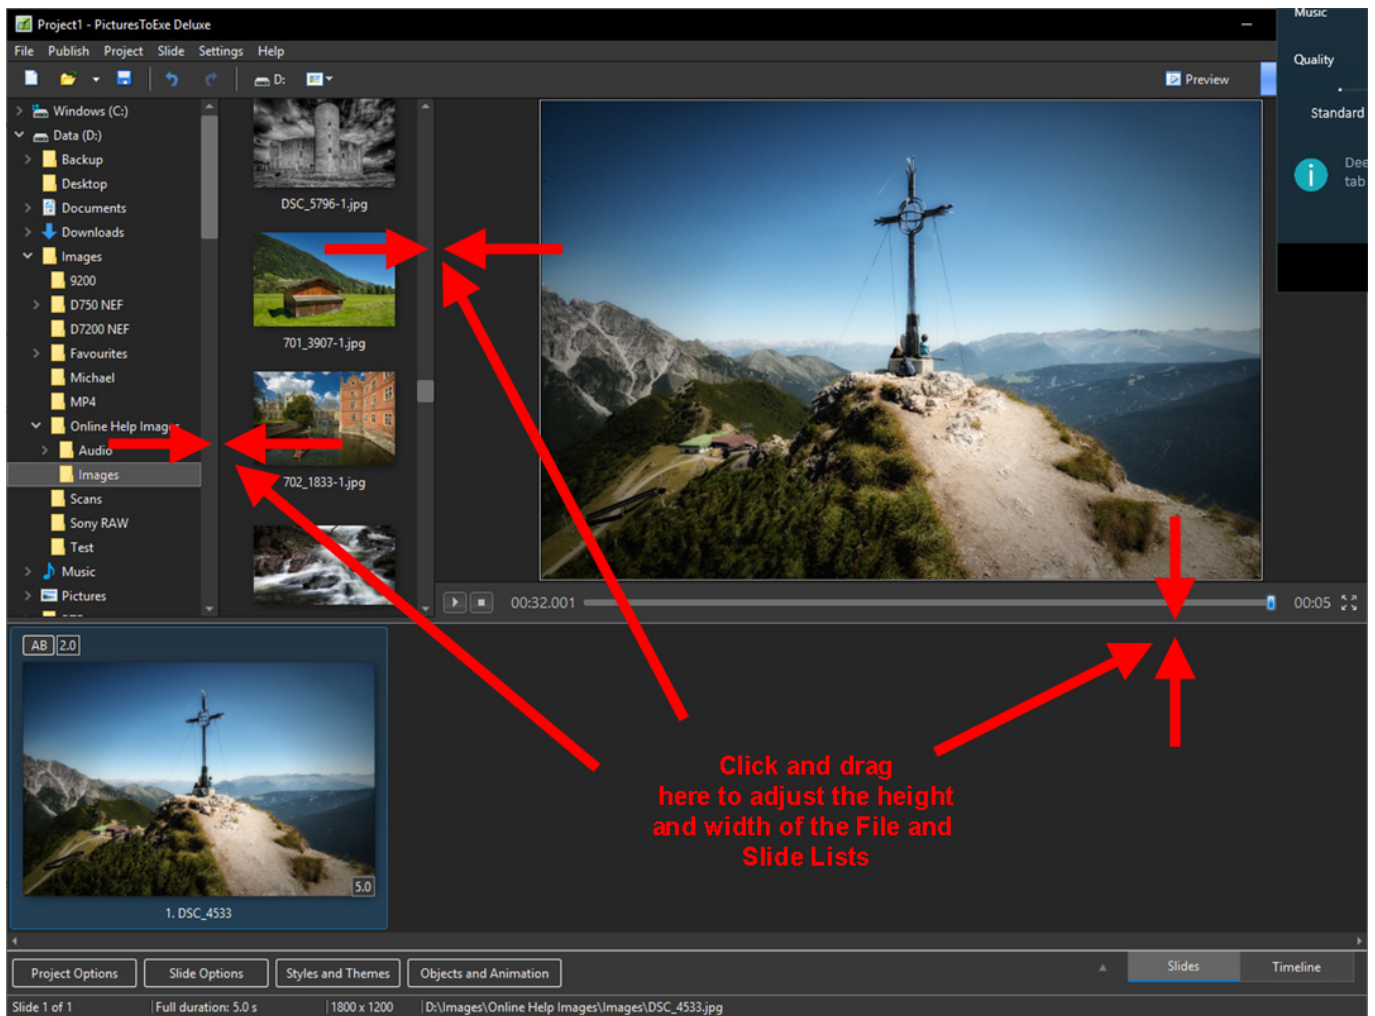 Project1 - PicturesToExe Deluxe
File Publish Project Slide Settings Help
D:
Preview
Music
Quality
Standard
Dee
tab
Windows (C:)
Data (D:)
Backup
Desktop
Documents
Downloads
Images
9200
D750 NEF
D7200 NEF
Favourites
Michael
MP4
Online Help Images
Audio
Images
Scans
Sony RAW
Test
Music
Pictures
DSC_5796-1.jpg
701_3907-1.jpg
702_1833-1.jpg
00:32.001
00:05
AB 2.0
5.0
1. DSC_4533
Click and drag
here to adjust the height
and width of the File and
Slide Lists
Project Options Slide Options Styles and Themes Objects and Animation
Slides Timeline
Slide 1 of 1 Full duration: 5.0 s 1800 x 1200 D:\Images\Online Help Images\Images\DSC_4533.jpg